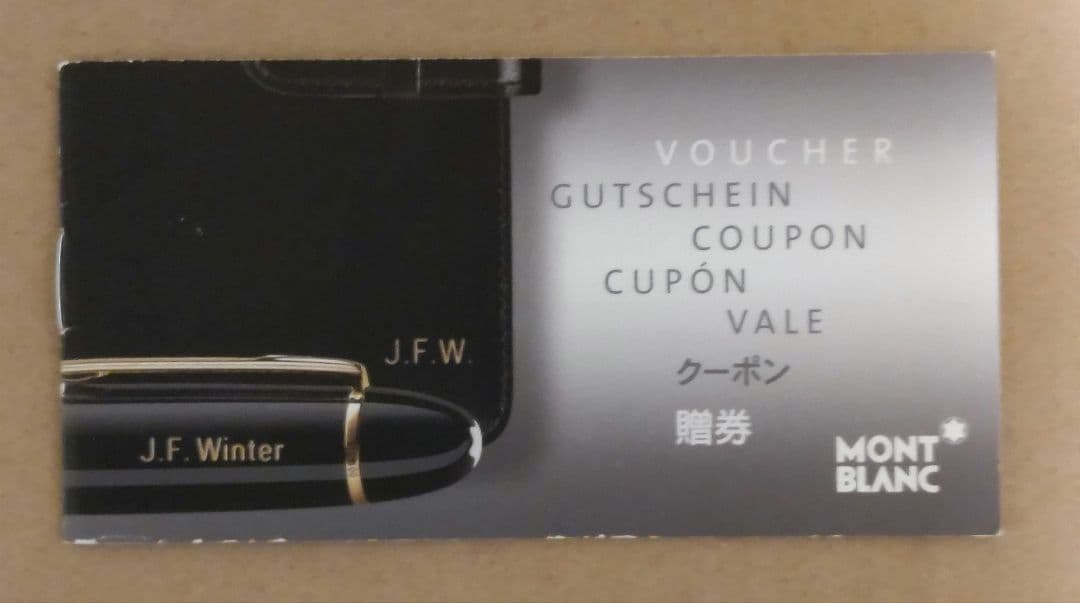 VOUCHER
GUTSCHEIN
COUPON
CUPÓN
VALE
クーポン
贈券
J.F.W.
J.F. Winter
MONT
BLANC